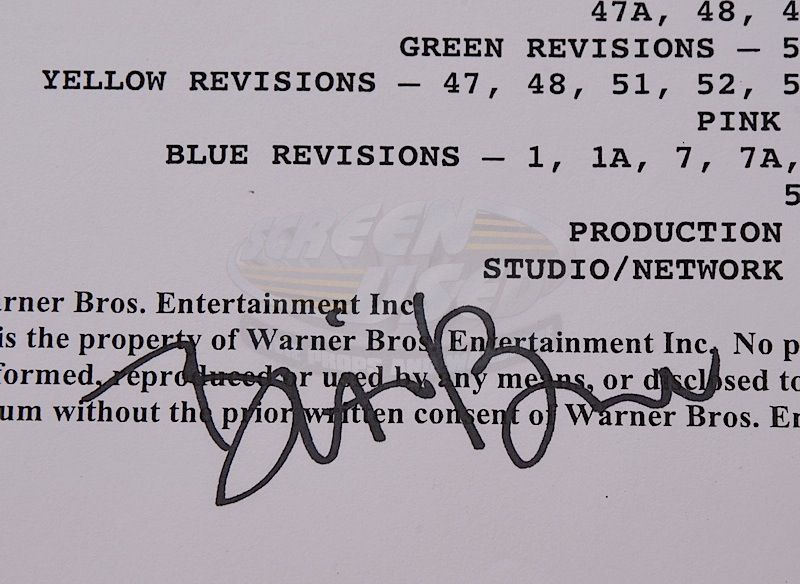 47A, 48, 4
GREEN REVISIONS – 5
YELLOW REVISIONS – 47, 48, 51, 52, 5
PINK
BLUE REVISIONS – 1, 1A, 7, 7A,
5
PRODUCTION
STUDIO/NETWORK
SCREEN
USED
arner Bros. Entertainment Inc.
is the property of Warner Bros. Entertainment Inc. No p
formed, reproduced or used by any means, or disclosed to
um without the prior written consent of Warner Bros. En